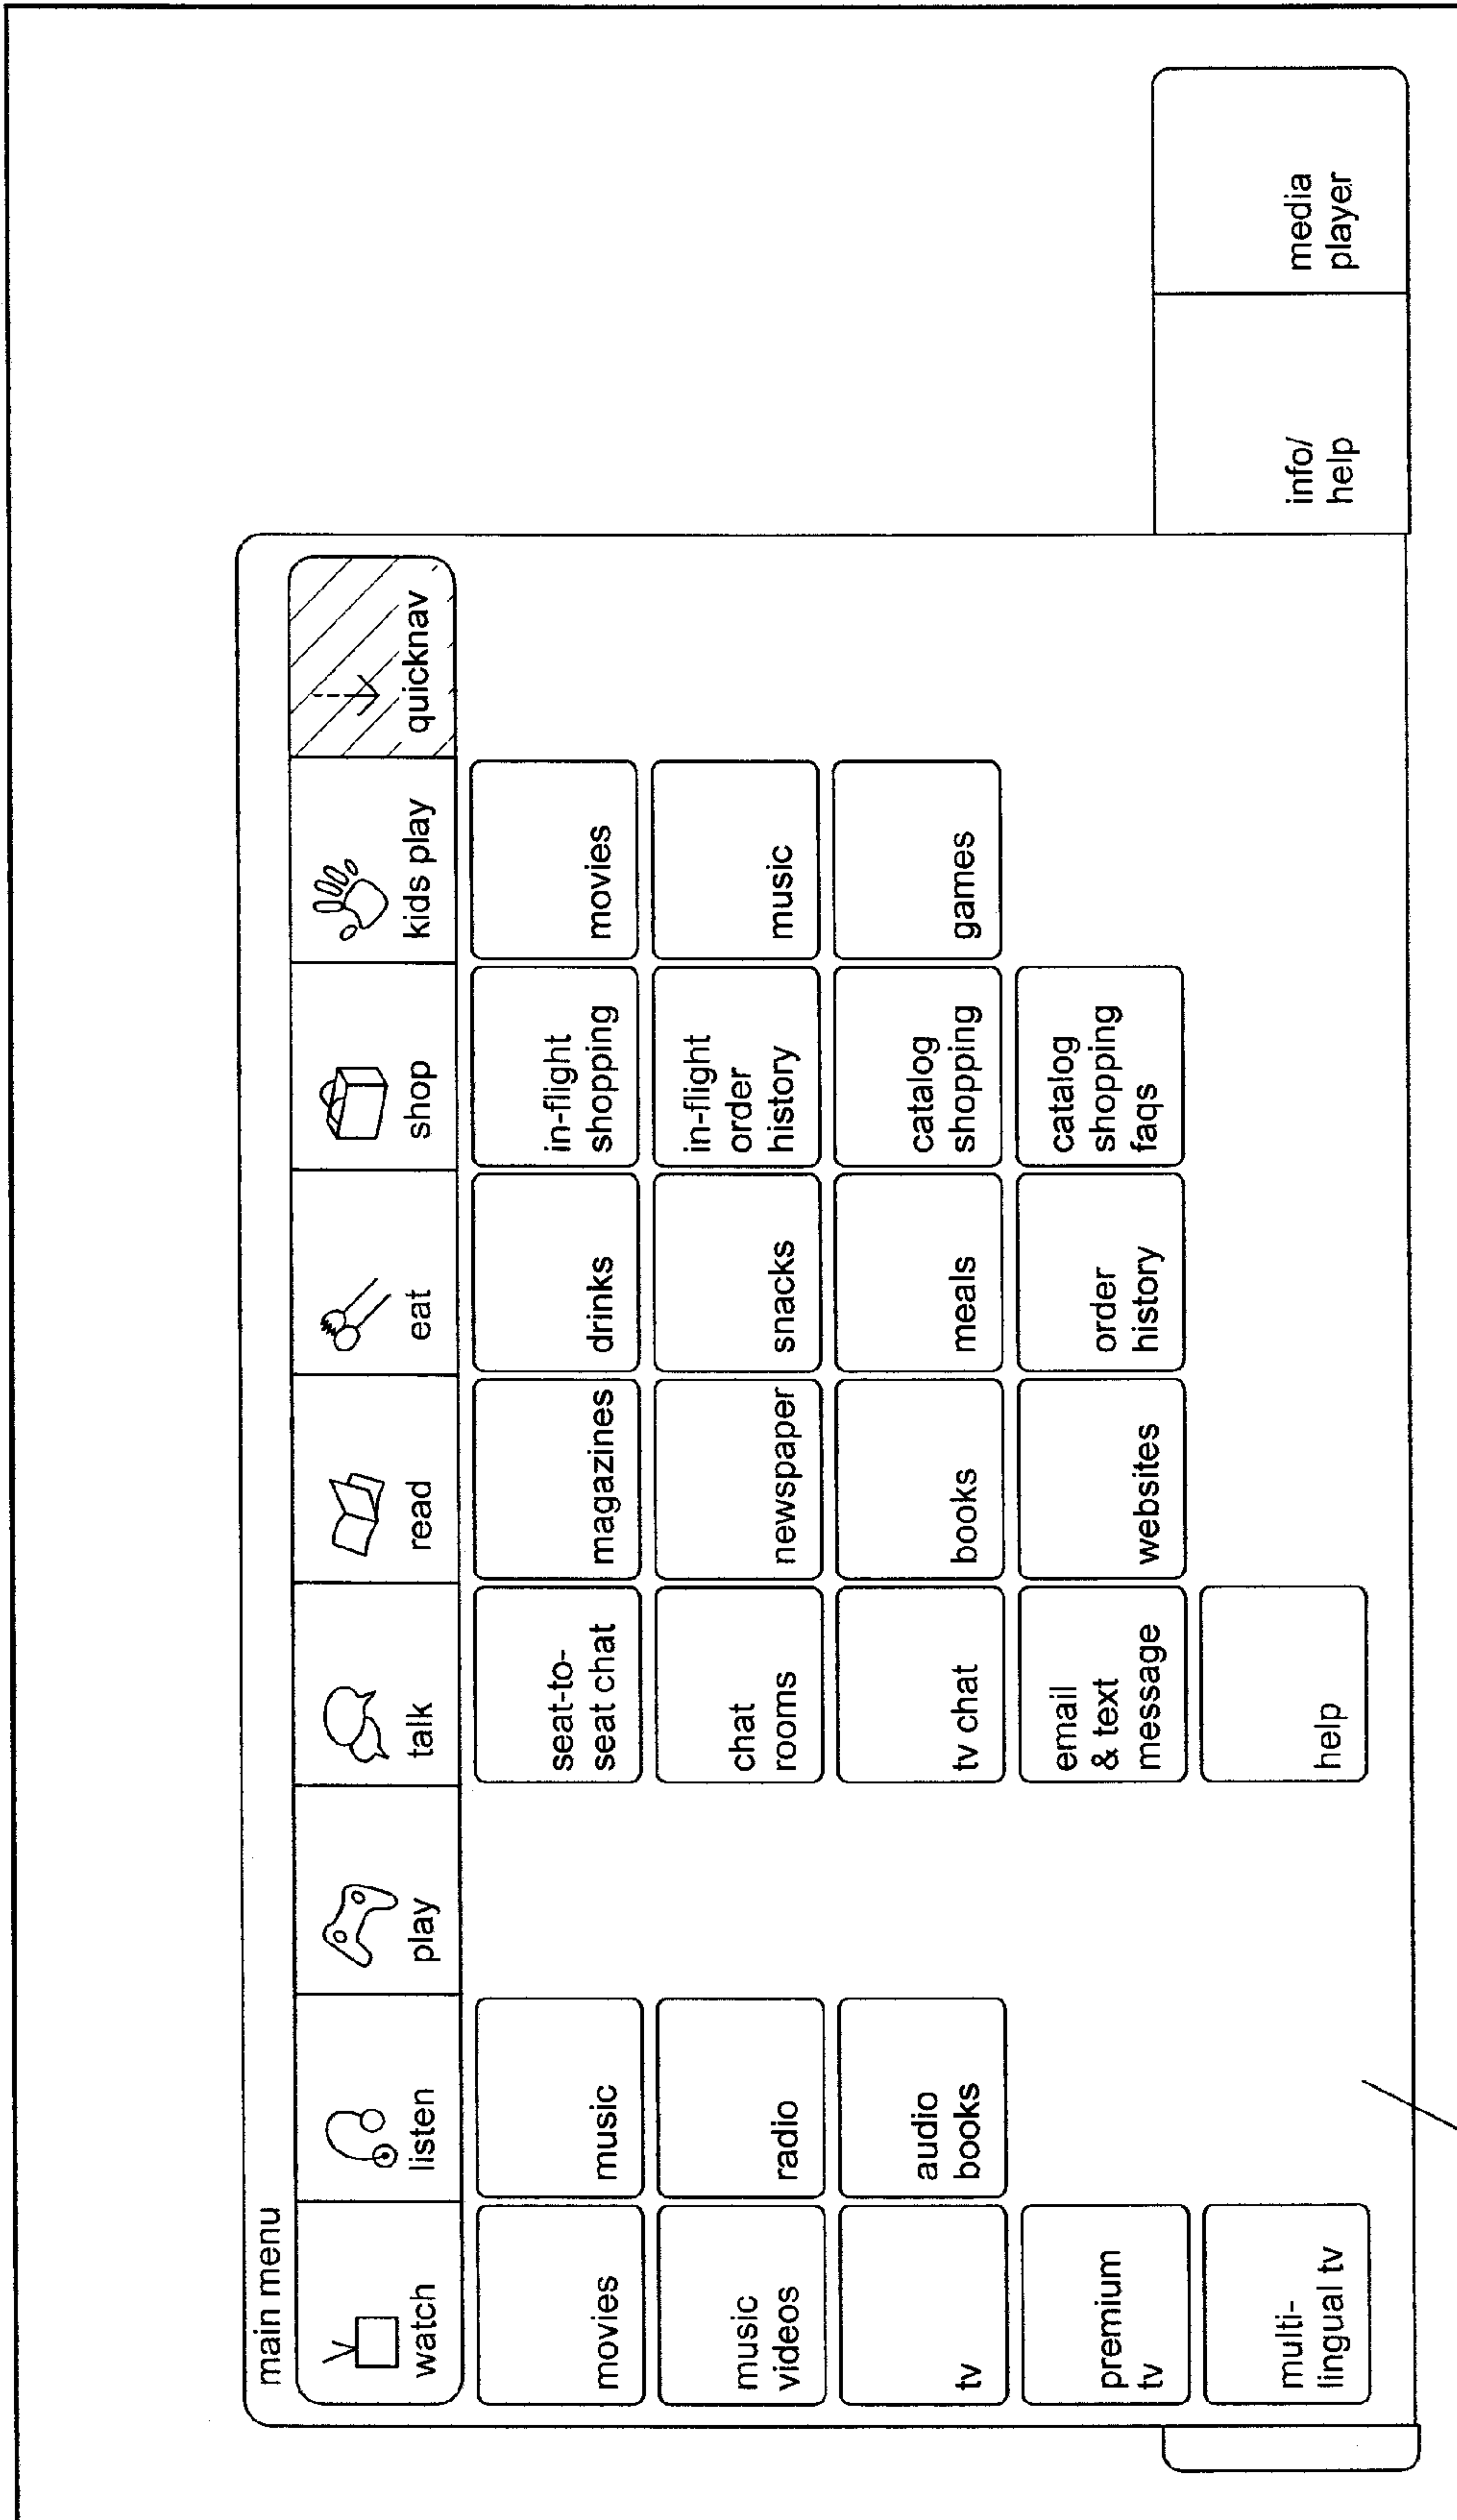 main menu
watch
listen
play
talk
read
eat
shop
kids play
quicknav
movies
music
seat-to-
seat chat
magazines
drinks
in-flight
shopping
movies
music
videos
radio
chat
rooms
newspaper
snacks
in-flight
order
history
music
tv
audio
books
tv chat
books
meals
catalog
shopping
games
premium
tv
email
& text
message
websites
order
history
catalog
shopping
faqs
multi-
lingual tv
help
info/
help
media
player